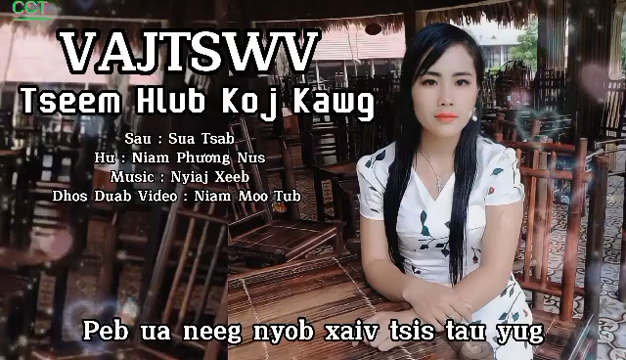 CCT
VAJTSWV
Tseem Hlub Koj Kawg
Sau : Sua Tsab
Hu : Niam Phương Nus
Music : Nyiaj Xeeb
Dhos Duab Video : Niam Moo Tub
Peb ua neeg nyob xaiv tsis tau yug